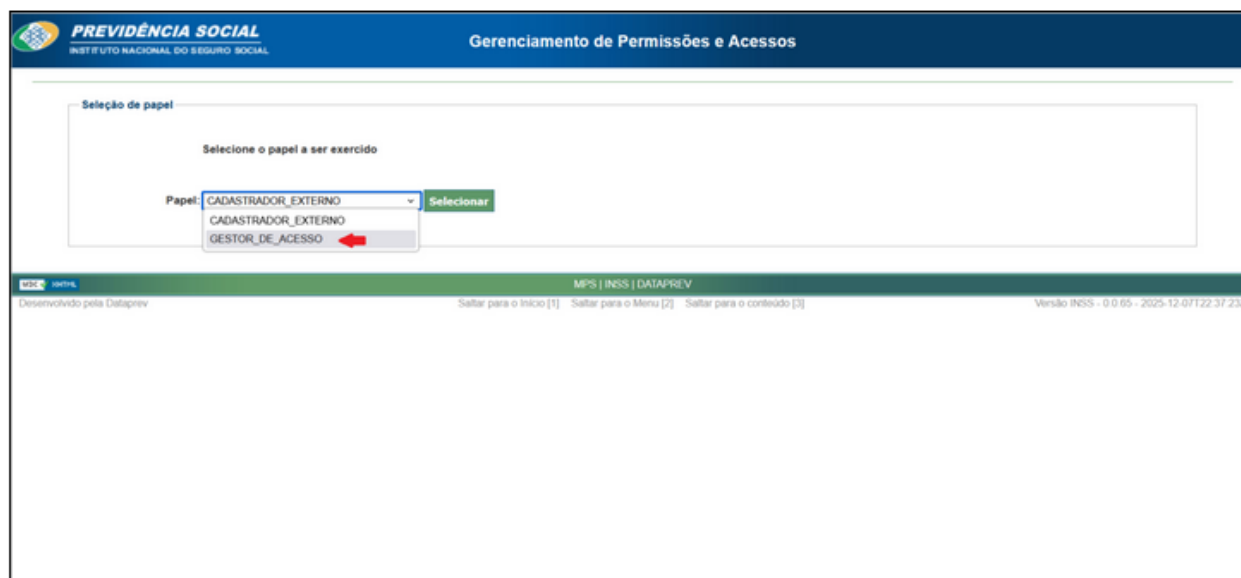 PREVIDÊNCIA SOCIAL
INSTITUTO NACIONAL DO SEGURO SOCIAL
Gerenciamento de Permissões e Acessos
Seleção de papel
Selecione o papel a ser exercido
Papel: CADASTRADOR_EXTERNO Selecionar
CADASTRADOR_EXTERNO
GESTOR_DE_ACESSO
W3C XHTML MPS | INSS | DATAPREV
Desenvolvido pela Dataprev Saltar para o Início [1] Saltar para o Menu [2] Saltar para o conteúdo [3] Versão INSS - 0.0.65 - 2025-12-07T22:37:23